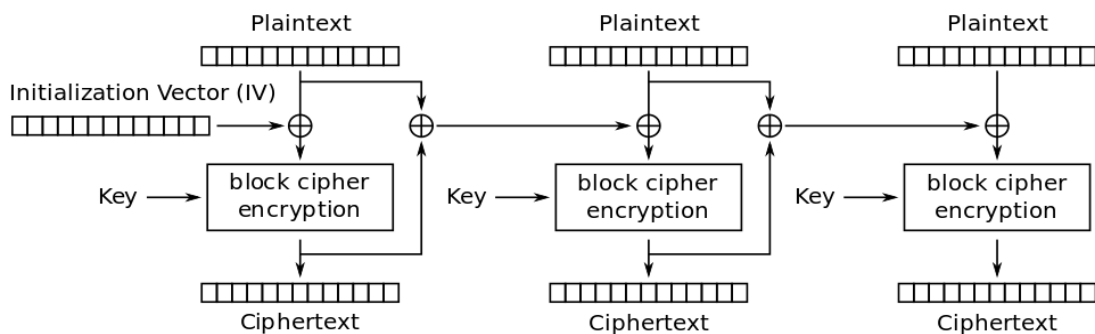 Plaintext
Plaintext
Plaintext
Initialization Vector (IV)
Key
block cipher
encryption
Key
block cipher
encryption
Key
block cipher
encryption
Ciphertext
Ciphertext
Ciphertext